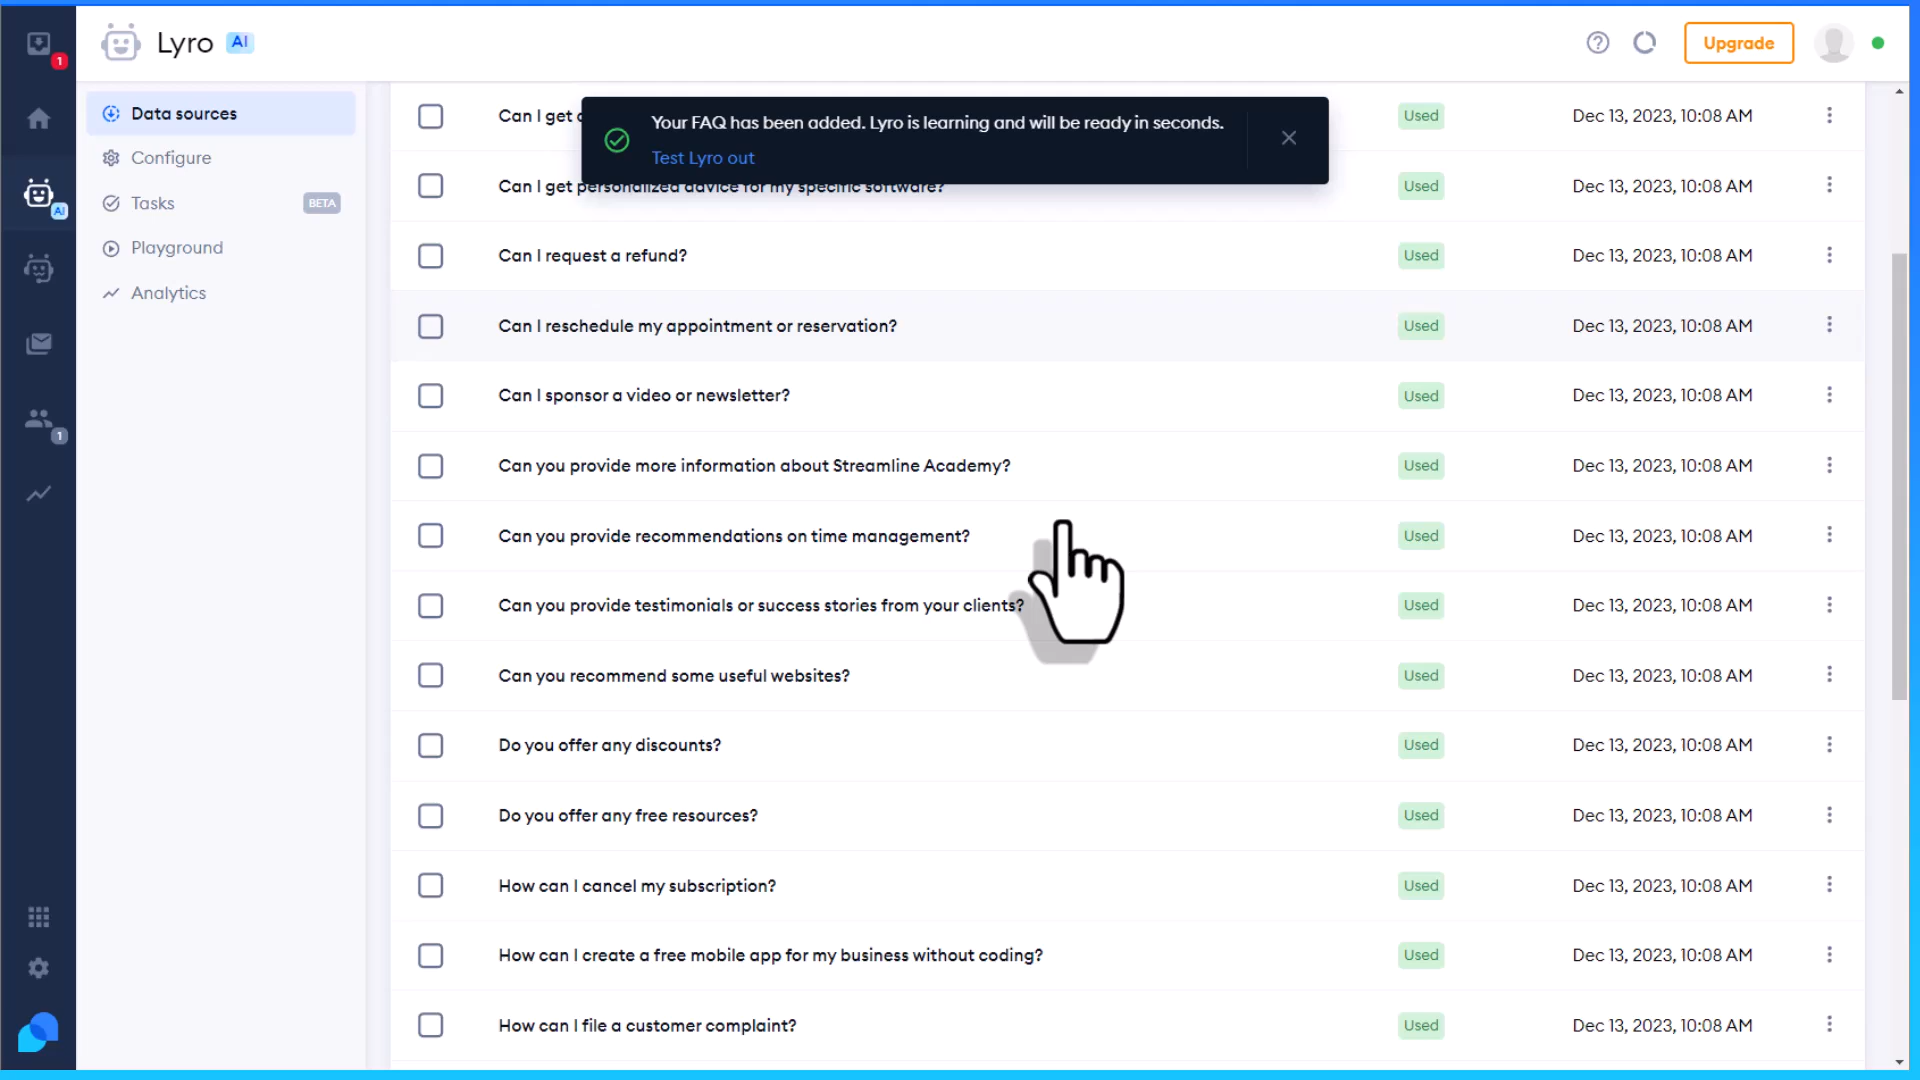 Lyro AI
Upgrade
1
Data sources
Configure
Tasks BETA
Playground
Analytics
AI
1
Your FAQ has been added. Lyro is learning and will be ready in seconds.
Test Lyro out
Can I get Used Dec 13, 2023, 10:08 AM
Can I get personalized advice for my specific software? Used Dec 13, 2023, 10:08 AM
Can I request a refund? Used Dec 13, 2023, 10:08 AM
Can I reschedule my appointment or reservation? Used Dec 13, 2023, 10:08 AM
Can I sponsor a video or newsletter? Used Dec 13, 2023, 10:08 AM
Can you provide more information about Streamline Academy? Used Dec 13, 2023, 10:08 AM
Can you provide recommendations on time management? Used Dec 13, 2023, 10:08 AM
Can you provide testimonials or success stories from your clients? Used Dec 13, 2023, 10:08 AM
Can you recommend some useful websites? Used Dec 13, 2023, 10:08 AM
Do you offer any discounts? Used Dec 13, 2023, 10:08 AM
Do you offer any free resources? Used Dec 13, 2023, 10:08 AM
How can I cancel my subscription? Used Dec 13, 2023, 10:08 AM
How can I create a free mobile app for my business without coding? Used Dec 13, 2023, 10:08 AM
How can I file a customer complaint? Used Dec 13, 2023, 10:08 AM